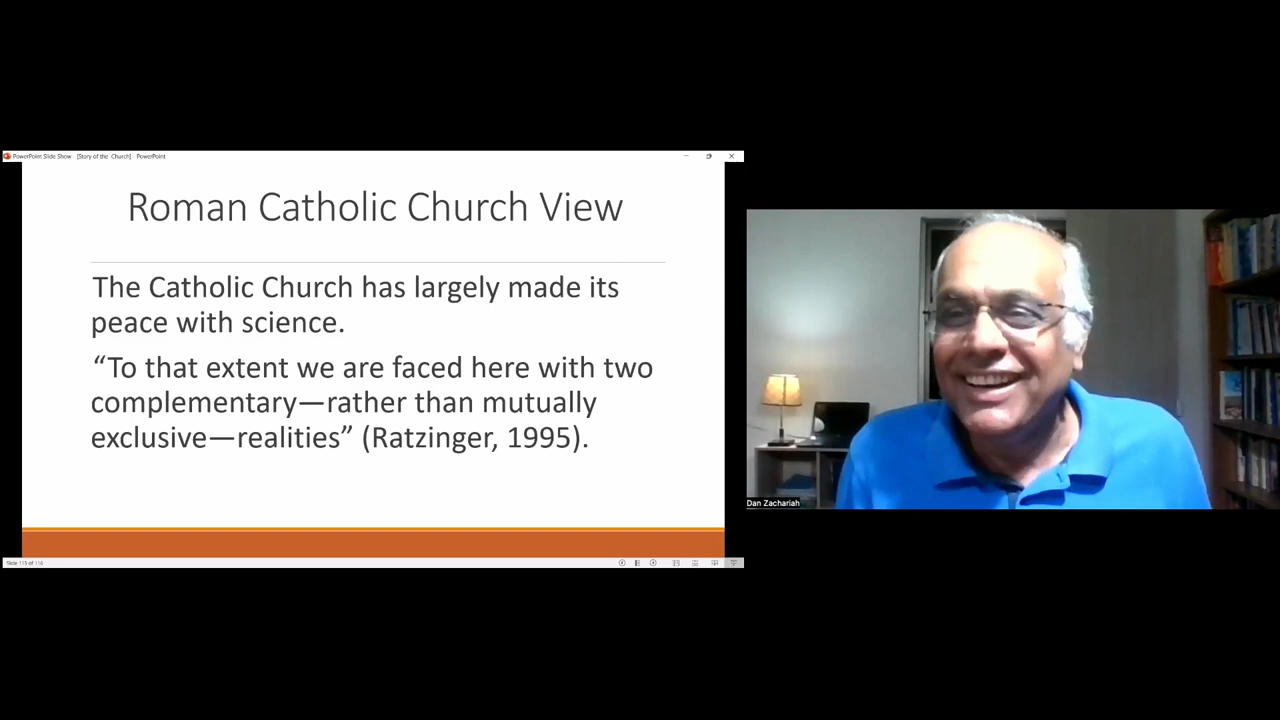 PowerPoint Slide Show - [Story of the Church] - PowerPoint
Roman Catholic Church View
The Catholic Church has largely made its
peace with science.
“To that extent we are faced here with two
complementary—rather than mutually
exclusive—realities” (Ratzinger, 1995).
Dan Zachariah